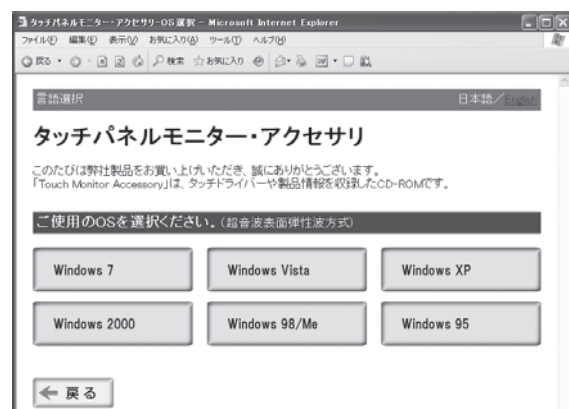 タッチパネルモニター・アクセサリ-OS選択 - Microsoft Internet Explorer
ファイル(F) 編集(E) 表示(V) お気に入り(A) ツール(T) ヘルプ(H)
戻る 検索 お気に入り
言語選択 日本語／English
タッチパネルモニター・アクセサリ
このたびは弊社製品をお買い上げいただき、誠にありがとうございます。
「Touch Monitor Accessory」は、タッチドライバーや製品情報を収録したCD-ROMです。
ご使用のOSを選択ください。(超音波表面弾性波方式)
Windows 7 Windows Vista Windows XP
Windows 2000 Windows 98/Me Windows 95
戻る